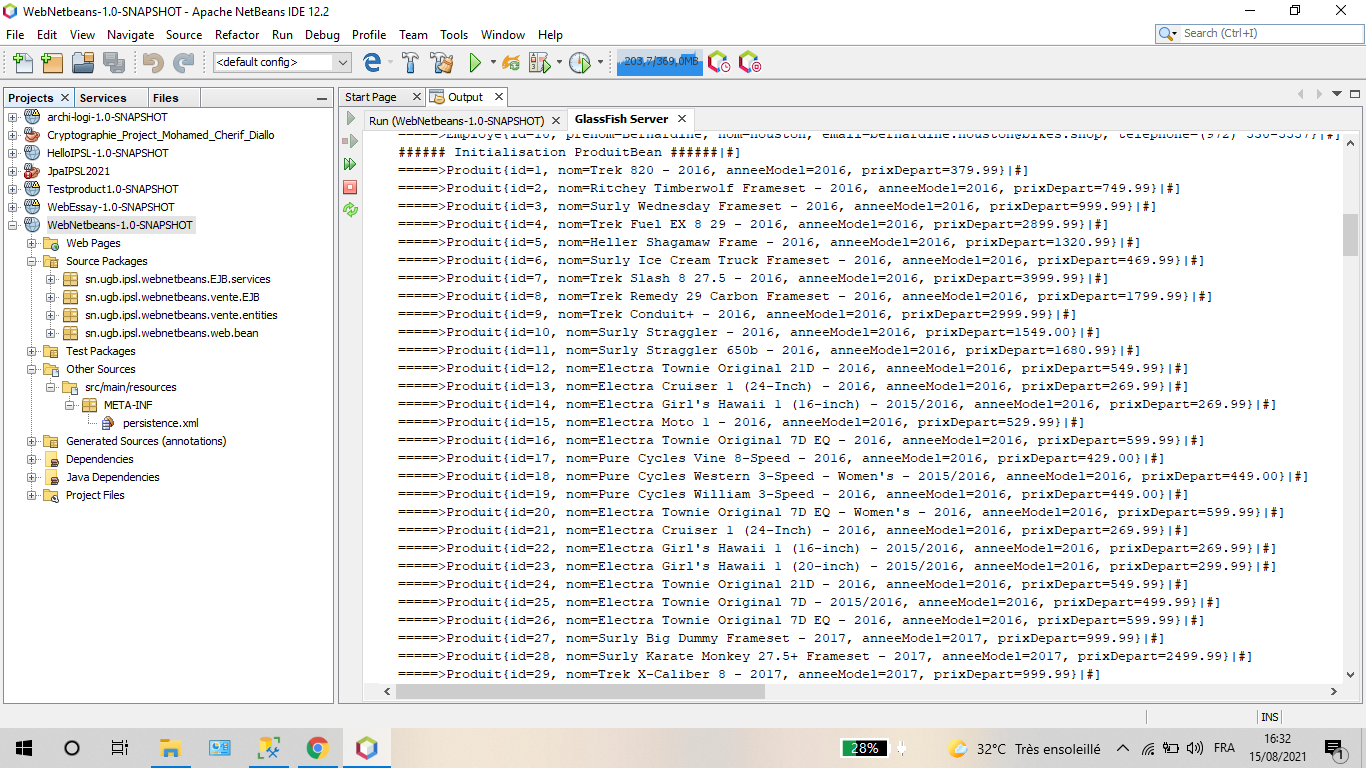 WebNetbeans-1.0-SNAPSHOT - Apache NetBeans IDE 12.2
File Edit View Navigate Source Refactor Run Debug Profile Team Tools Window Help
Search (Ctrl+I)
<default config>
203,7/369,0MB
Projects Services Files
Start Page Output
archi-logi-1.0-SNAPSHOT
Cryptographie_Project_Mohamed_Cherif_Diallo
HelloIPSL-1.0-SNAPSHOT
JpaIPSL2021
Testproduct1.0-SNAPSHOT
WebEssay-1.0-SNAPSHOT
WebNetbeans-1.0-SNAPSHOT
Web Pages
Source Packages
sn.ugb.ipsl.webnetbeans.EJB.services
sn.ugb.ipsl.webnetbeans.vente.EJB
sn.ugb.ipsl.webnetbeans.vente.entities
sn.ugb.ipsl.webnetbeans.web.bean
Test Packages
Other Sources
src/main/resources
META-INF
persistence.xml
Generated Sources (annotations)
Dependencies
Java Dependencies
Project Files
Run (WebNetbeans-1.0-SNAPSHOT) GlassFish Server
=====>Employe{id=10, prenom=Bernardine, nom=Houston, email=bernardine.houston@bikes.shop, telephone=(972) 530-5557}|#]
###### Initialisation ProduitBean ######|#]
=====>Produit{id=1, nom=Trek 820 - 2016, anneeModel=2016, prixDepart=379.99}|#]
=====>Produit{id=2, nom=Ritchey Timberwolf Frameset - 2016, anneeModel=2016, prixDepart=749.99}|#]
=====>Produit{id=3, nom=Surly Wednesday Frameset - 2016, anneeModel=2016, prixDepart=999.99}|#]
=====>Produit{id=4, nom=Trek Fuel EX 8 29 - 2016, anneeModel=2016, prixDepart=2899.99}|#]
=====>Produit{id=5, nom=Heller Shagamaw Frame - 2016, anneeModel=2016, prixDepart=1320.99}|#]
=====>Produit{id=6, nom=Surly Ice Cream Truck Frameset - 2016, anneeModel=2016, prixDepart=469.99}|#]
=====>Produit{id=7, nom=Trek Slash 8 27.5 - 2016, anneeModel=2016, prixDepart=3999.99}|#]
=====>Produit{id=8, nom=Trek Remedy 29 Carbon Frameset - 2016, anneeModel=2016, prixDepart=1799.99}|#]
=====>Produit{id=9, nom=Trek Conduit+ - 2016, anneeModel=2016, prixDepart=2999.99}|#]
=====>Produit{id=10, nom=Surly Straggler - 2016, anneeModel=2016, prixDepart=1549.00}|#]
=====>Produit{id=11, nom=Surly Straggler 650b - 2016, anneeModel=2016, prixDepart=1680.99}|#]
=====>Produit{id=12, nom=Electra Townie Original 21D - 2016, anneeModel=2016, prixDepart=549.99}|#]
=====>Produit{id=13, nom=Electra Cruiser 1 (24-Inch) - 2016, anneeModel=2016, prixDepart=269.99}|#]
=====>Produit{id=14, nom=Electra Girl's Hawaii 1 (16-inch) - 2015/2016, anneeModel=2016, prixDepart=269.99}|#]
=====>Produit{id=15, nom=Electra Moto 1 - 2016, anneeModel=2016, prixDepart=529.99}|#]
=====>Produit{id=16, nom=Electra Townie Original 7D EQ - 2016, anneeModel=2016, prixDepart=599.99}|#]
=====>Produit{id=17, nom=Pure Cycles Vine 8-Speed - 2016, anneeModel=2016, prixDepart=429.00}|#]
=====>Produit{id=18, nom=Pure Cycles Western 3-Speed - Women's - 2015/2016, anneeModel=2016, prixDepart=449.00}|#]
=====>Produit{id=19, nom=Pure Cycles William 3-Speed - 2016, anneeModel=2016, prixDepart=449.00}|#]
=====>Produit{id=20, nom=Electra Townie Original 7D EQ - Women's - 2016, anneeModel=2016, prixDepart=599.99}|#]
=====>Produit{id=21, nom=Electra Cruiser 1 (24-Inch) - 2016, anneeModel=2016, prixDepart=269.99}|#]
=====>Produit{id=22, nom=Electra Girl's Hawaii 1 (16-inch) - 2015/2016, anneeModel=2016, prixDepart=269.99}|#]
=====>Produit{id=23, nom=Electra Girl's Hawaii 1 (20-inch) - 2015/2016, anneeModel=2016, prixDepart=299.99}|#]
=====>Produit{id=24, nom=Electra Townie Original 21D - 2016, anneeModel=2016, prixDepart=549.99}|#]
=====>Produit{id=25, nom=Electra Townie Original 7D - 2015/2016, anneeModel=2016, prixDepart=499.99}|#]
=====>Produit{id=26, nom=Electra Townie Original 7D EQ - 2016, anneeModel=2016, prixDepart=599.99}|#]
=====>Produit{id=27, nom=Surly Big Dummy Frameset - 2017, anneeModel=2017, prixDepart=999.99}|#]
=====>Produit{id=28, nom=Surly Karate Monkey 27.5+ Frameset - 2017, anneeModel=2017, prixDepart=2499.99}|#]
=====>Produit{id=29, nom=Trek X-Caliber 8 - 2017, anneeModel=2017, prixDepart=999.99}|#]
INS
28%
32°C Très ensoleillé
FRA
16:32
15/08/2021
1